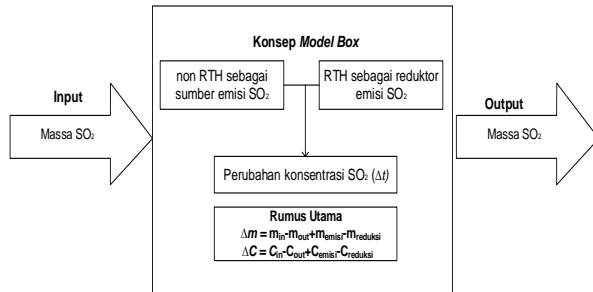 Konsep Model Box
non RTH sebagai
sumber emisi SO₂
RTH sebagai reduktor
emisi SO₂
Input
Massa SO₂
Output
Massa SO₂
Perubahan konsentrasi SO₂ (Δt)
Rumus Utama
Δm = mᵢₙ-mₒᵤₜ+mₑₘᵢₛᵢ-mᵣₑdᵤₖₛᵢ
ΔC = Cᵢₙ-Cₒᵤₜ+Cₑₘᵢₛᵢ-Cᵣₑdᵤₖₛᵢ